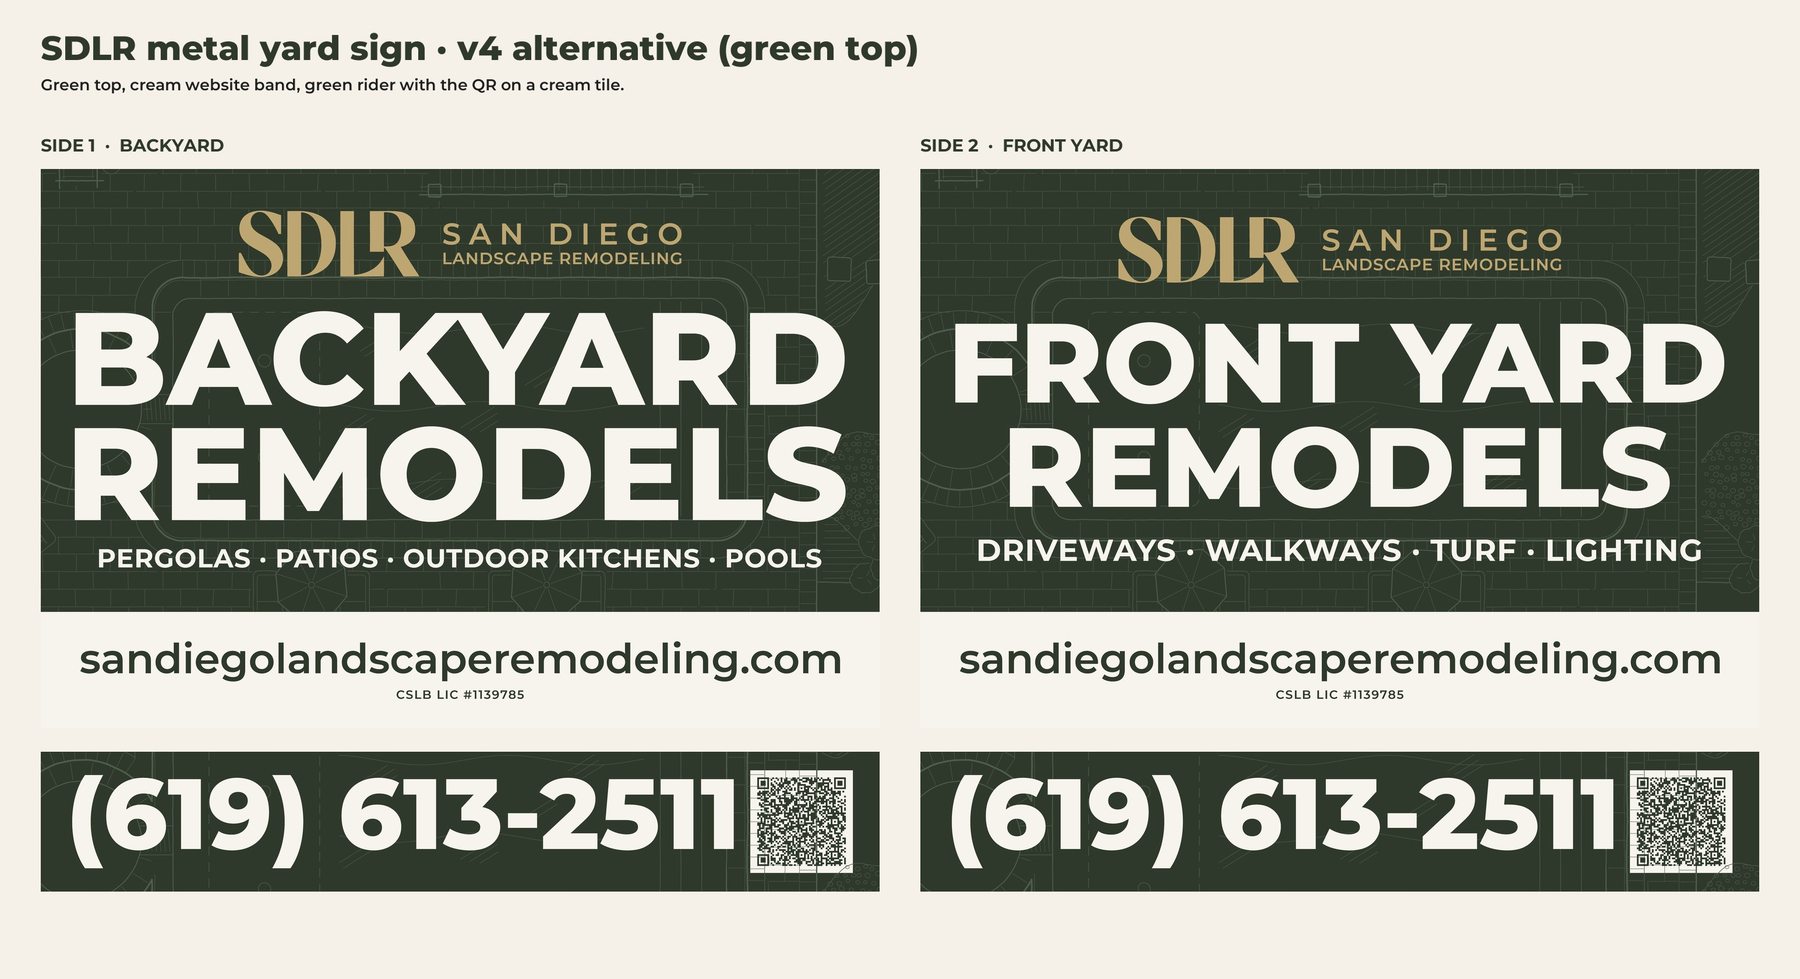 SDLR metal yard sign · v4 alternative (green top)
Green top, cream website band, green rider with the QR on a cream tile.
SIDE 1 · BACKYARD
SDLR SAN DIEGO
LANDSCAPE REMODELING
BACKYARD
REMODELS
PERGOLAS · PATIOS · OUTDOOR KITCHENS · POOLS
sandiegolandscaperemodeling.com
CSLB LIC #1139785
(619) 613-2511
SIDE 2 · FRONT YARD
SDLR SAN DIEGO
LANDSCAPE REMODELING
FRONT YARD
REMODELS
DRIVEWAYS · WALKWAYS · TURF · LIGHTING
sandiegolandscaperemodeling.com
CSLB LIC #1139785
(619) 613-2511